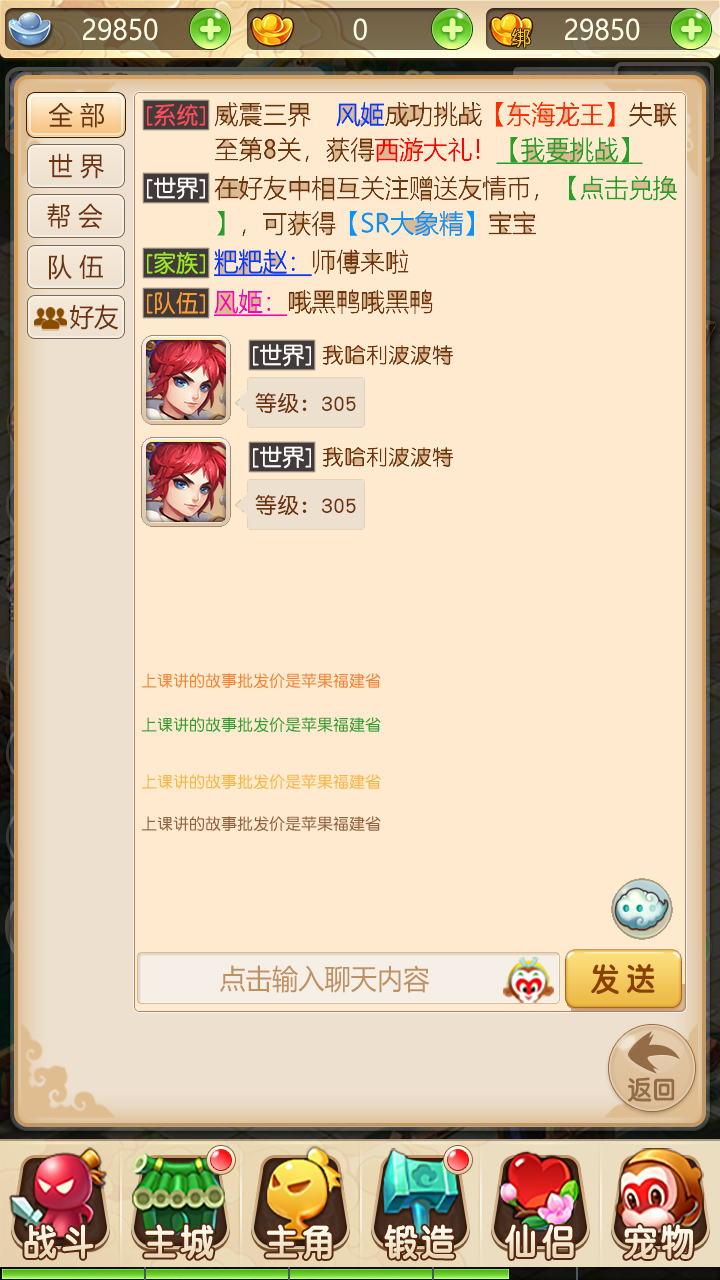 29850 0 绑 29850
全部
世界
帮会
队伍
好友
[系统] 威震三界 风姬成功挑战【东海龙王】失联
至第8关，获得西游大礼！【我要挑战】
[世界] 在好友中相互关注赠送友情币，【点击兑换
】，可获得【SR大象精】宝宝
[家族] 粑粑赵：师傅来啦
[队伍] 风姬：哦黑鸭哦黑鸭
[世界] 我哈利波波特
等级：305
[世界] 我哈利波波特
等级：305
上课讲的故事批发价是苹果福建省
上课讲的故事批发价是苹果福建省
上课讲的故事批发价是苹果福建省
上课讲的故事批发价是苹果福建省
点击输入聊天内容 发送
返回
战斗 主城 主角 锻造 仙侣 宠物